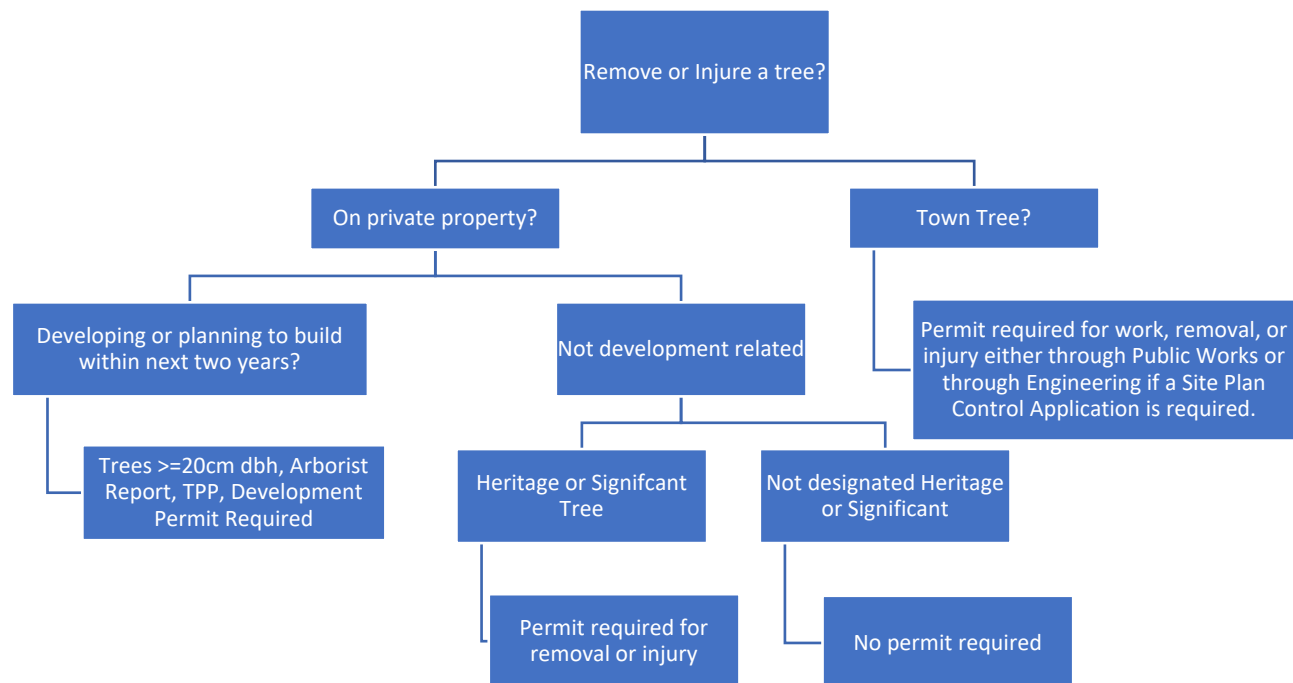 Remove or Injure a tree?
On private property?
Town Tree?
Developing or planning to build
within next two years?
Not development related
Permit required for work, removal, or
injury either through Public Works or
through Engineering if a Site Plan
Control Application is required.
Trees >=20cm dbh, Arborist
Report, TPP, Development
Permit Required
Heritage or Signifcant
Tree
Not designated Heritage
or Significant
Permit required for
removal or injury
No permit required